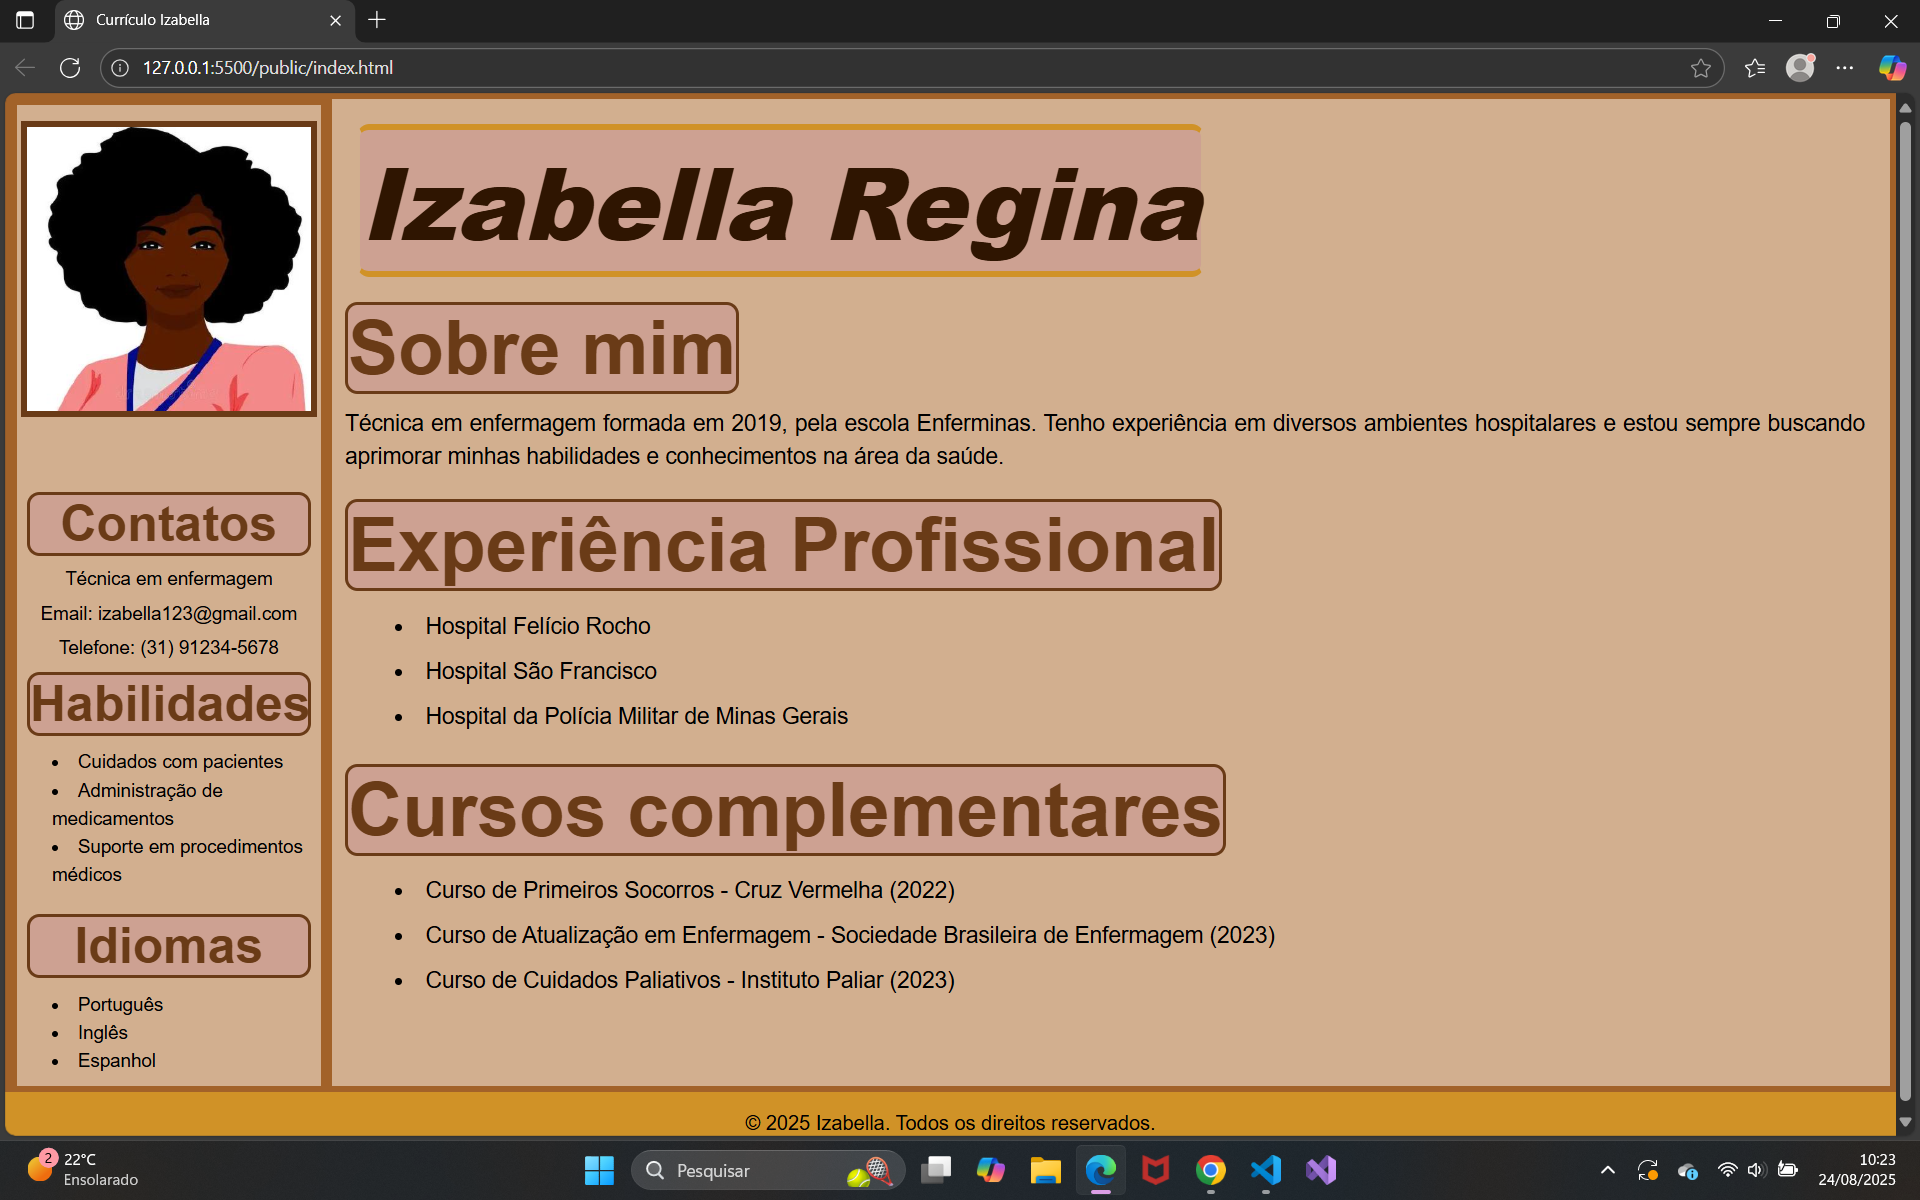 Currículo Izabella
127.0.0.1:5500/public/index.html
Izabella Regina
Sobre mim
Técnica em enfermagem formada em 2019, pela escola Enferminas. Tenho experiência em diversos ambientes hospitalares e estou sempre buscando
aprimorar minhas habilidades e conhecimentos na área da saúde.
Experiência Profissional
Hospital Felício Rocho
Hospital São Francisco
Hospital da Polícia Militar de Minas Gerais
Cursos complementares
Curso de Primeiros Socorros - Cruz Vermelha (2022)
Curso de Atualização em Enfermagem - Sociedade Brasileira de Enfermagem (2023)
Curso de Cuidados Paliativos - Instituto Paliar (2023)
Contatos
Técnica em enfermagem
Email: izabella123@gmail.com
Telefone: (31) 91234-5678
Habilidades
Cuidados com pacientes
Administração de
medicamentos
Suporte em procedimentos
médicos
Idiomas
Português
Inglês
Espanhol
© 2025 Izabella. Todos os direitos reservados.
2
22°C
Ensolarado
Pesquisar
10:23
24/08/2025